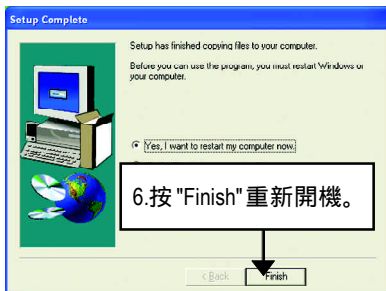 Setup Complete
Setup has finished copying files to your computer.
Before you can use the program, you must restart Windows or
your computer.
Yes, I want to restart my computer now.
6.按"Finish"重新開機。
< Back
Finish